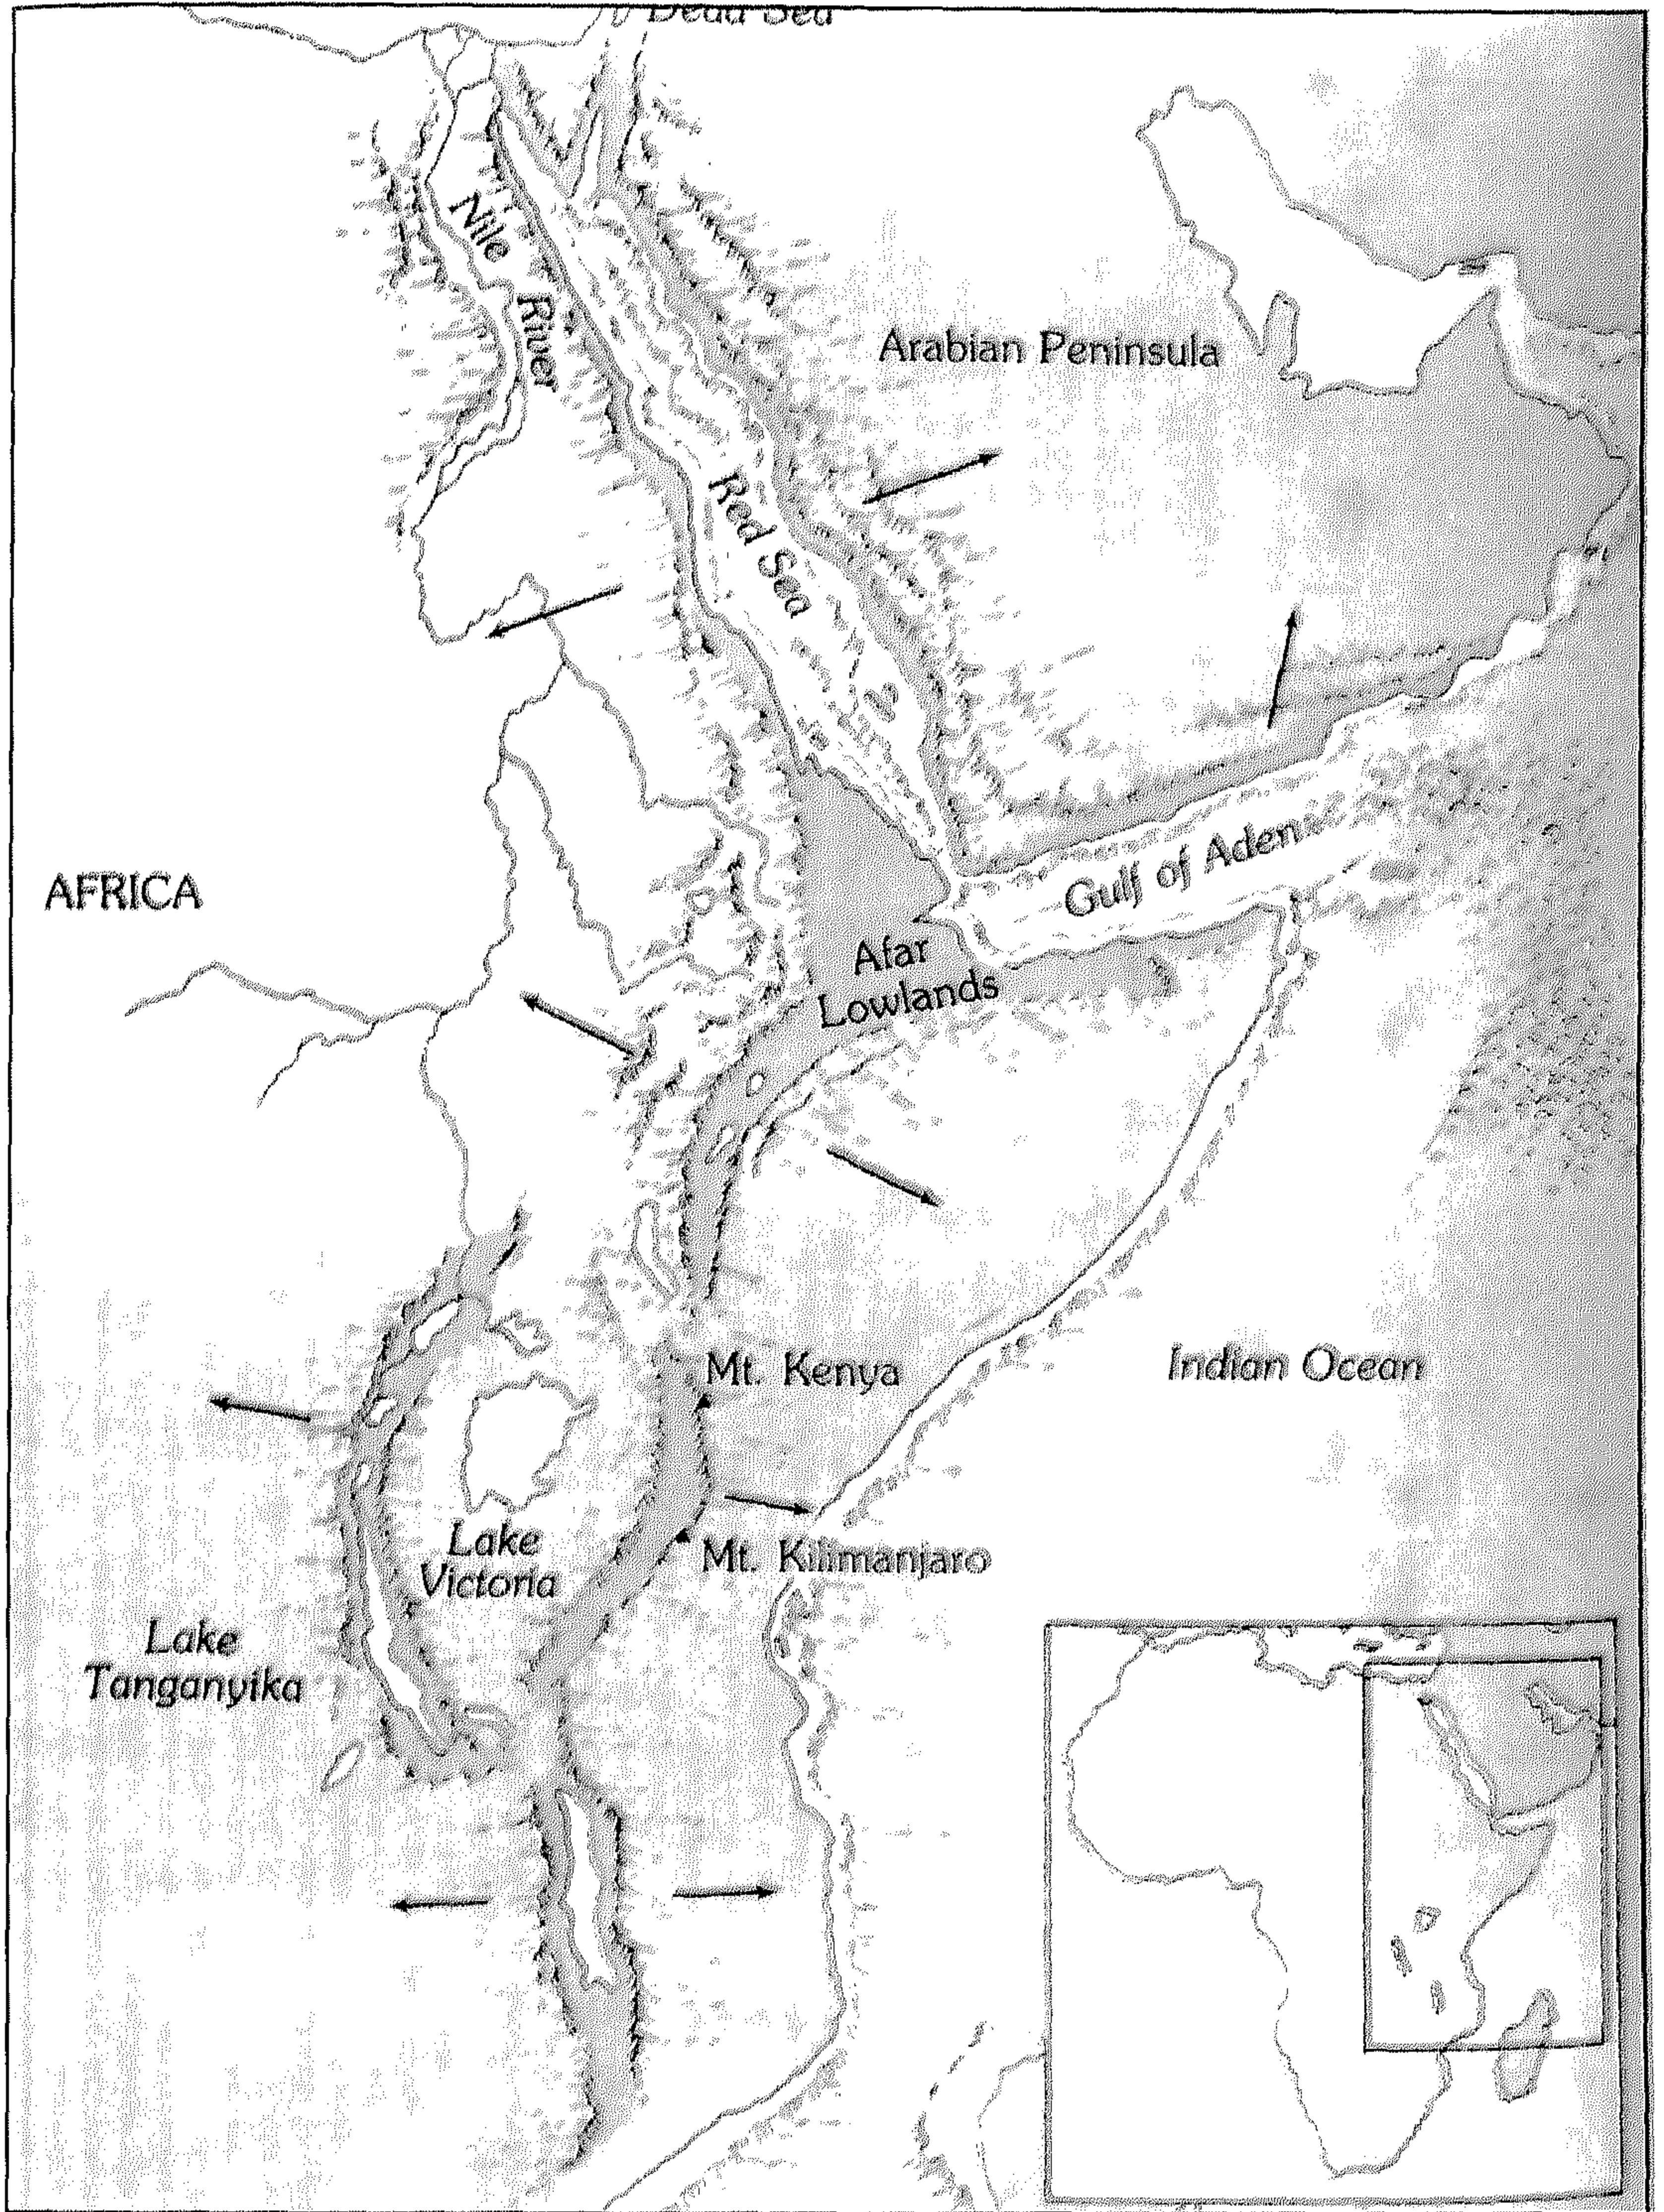 Dead Sea
Nile
River
Arabian Peninsula
Red Sea
AFRICA
Gulf of Aden
Afar
Lowlands
Mt. Kenya
Indian Ocean
Lake
Victoria
Mt. Kilimanjaro
Lake
Tanganyika